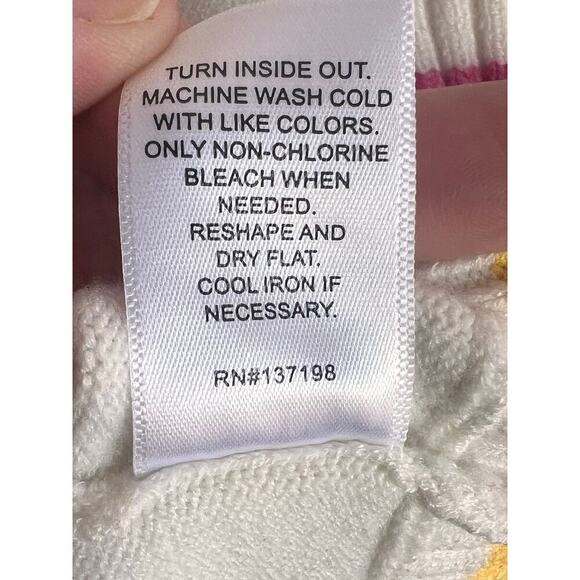 TURN INSIDE OUT.
MACHINE WASH COLD
WITH LIKE COLORS.
ONLY NON-CHLORINE
BLEACH WHEN
NEEDED.
RESHAPE AND
DRY FLAT.
COOL IRON IF
NECESSARY.
RN#137198